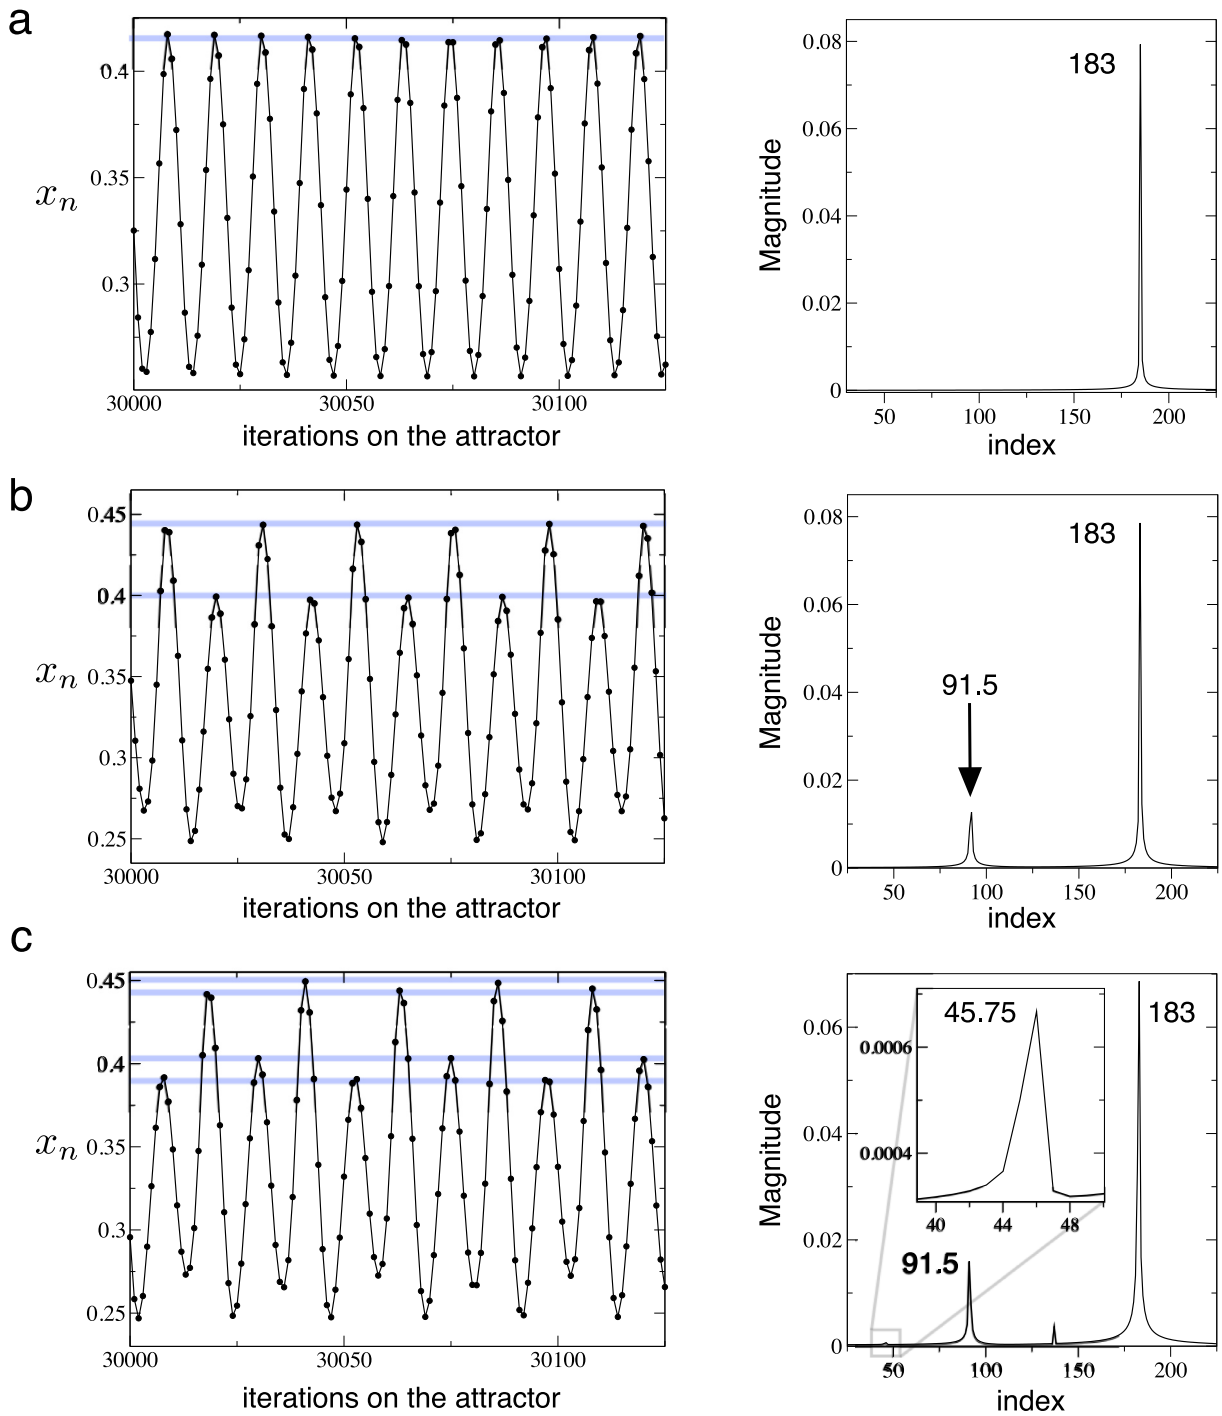 a
0.4
0.35
0.3
x_n
30000 30050 30100
iterations on the attractor
0.08
0.06
0.04
0.02
0
Magnitude
183
50 100 150 200
index
b
0.45
0.4
0.35
0.3
0.25
x_n
30000 30050 30100
iterations on the attractor
0.08
0.06
0.04
0.02
0
Magnitude
183
91.5
50 100 150 200
index
c
0.45
0.4
0.35
0.3
0.25
x_n
30000 30050 30100
iterations on the attractor
0.06
0.04
0.02
0
Magnitude
45.75
0.0006
0.0004
40 44 48
183
91.5
50 100 150 200
index